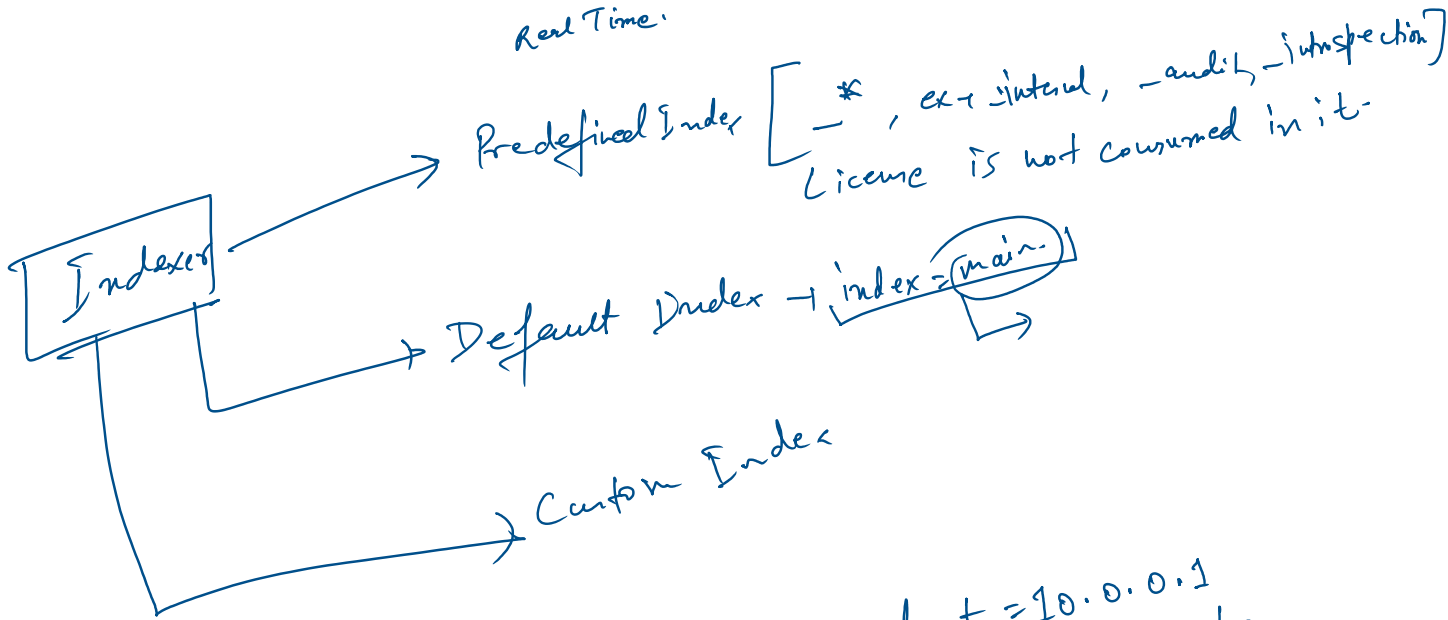 Real Time.
Predefined Index [ _*, ex → _internal, _audit, _introspection]
License is not consumed in it.
Indexer
Default Index → index = main.
Custom Index
= 10.0.0.1